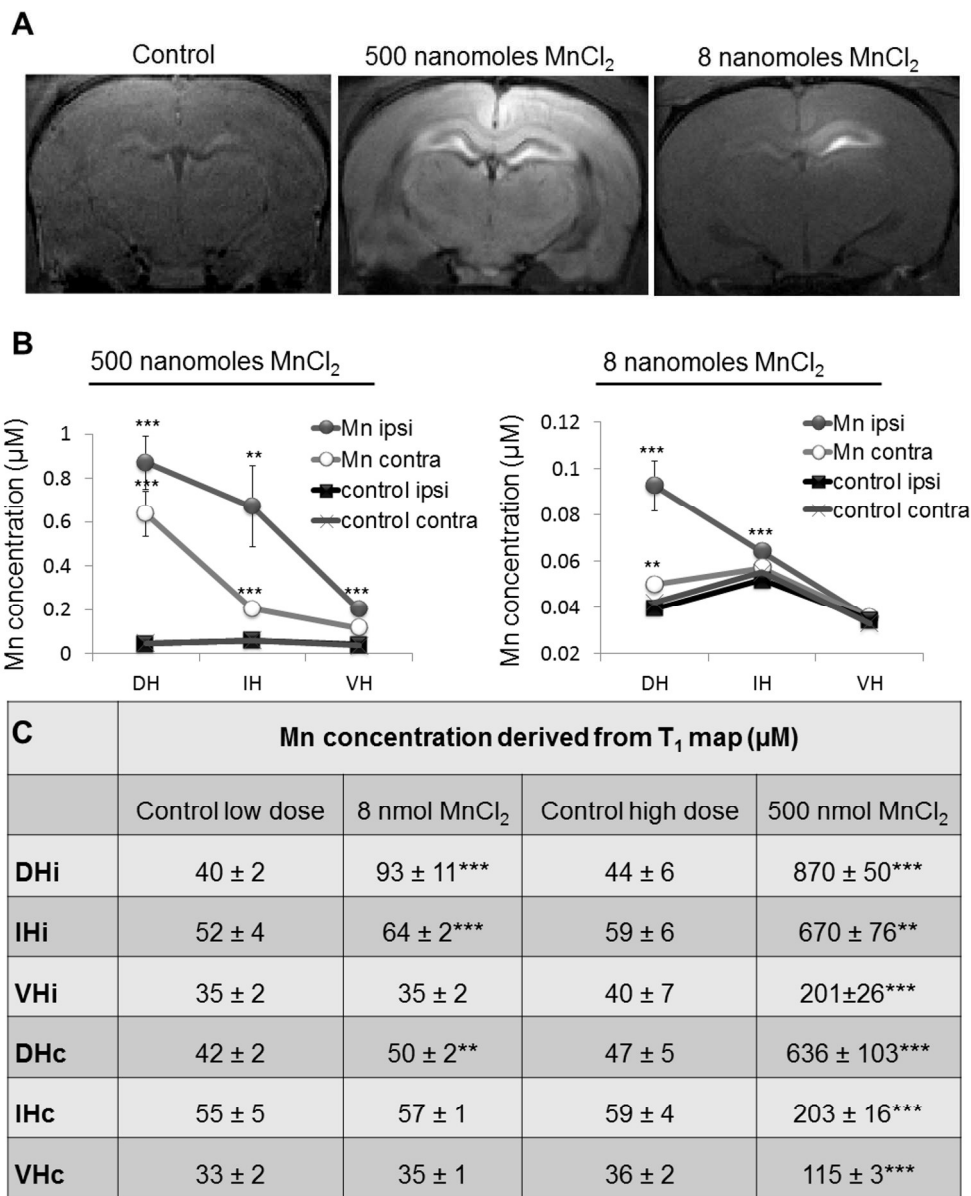 A
Control
500 nanomoles MnCl₂
8 nanomoles MnCl₂
B
500 nanomoles MnCl₂
Mn concentration (µM)
1
0.8
0.6
0.4
0.2
0
***
***
**
***
***
Mn ipsi
Mn contra
control ipsi
control contra
DH
IH
VH
8 nanomoles MnCl₂
Mn concentration (µM)
0.12
0.1
0.08
0.06
0.04
0.02
***
**
***
Mn ipsi
Mn contra
control ipsi
control contra
DH
IH
VH
C
Mn concentration derived from T₁ map (µM)
Control low dose 8 nmol MnCl₂ Control high dose 500 nmol MnCl₂
DHi 40 ± 2 93 ± 11*** 44 ± 6 870 ± 50***
IHi 52 ± 4 64 ± 2*** 59 ± 6 670 ± 76**
VHi 35 ± 2 35 ± 2 40 ± 7 201±26***
DHc 42 ± 2 50 ± 2** 47 ± 5 636 ± 103***
IHc 55 ± 5 57 ± 1 59 ± 4 203 ± 16***
VHc 33 ± 2 35 ± 1 36 ± 2 115 ± 3***